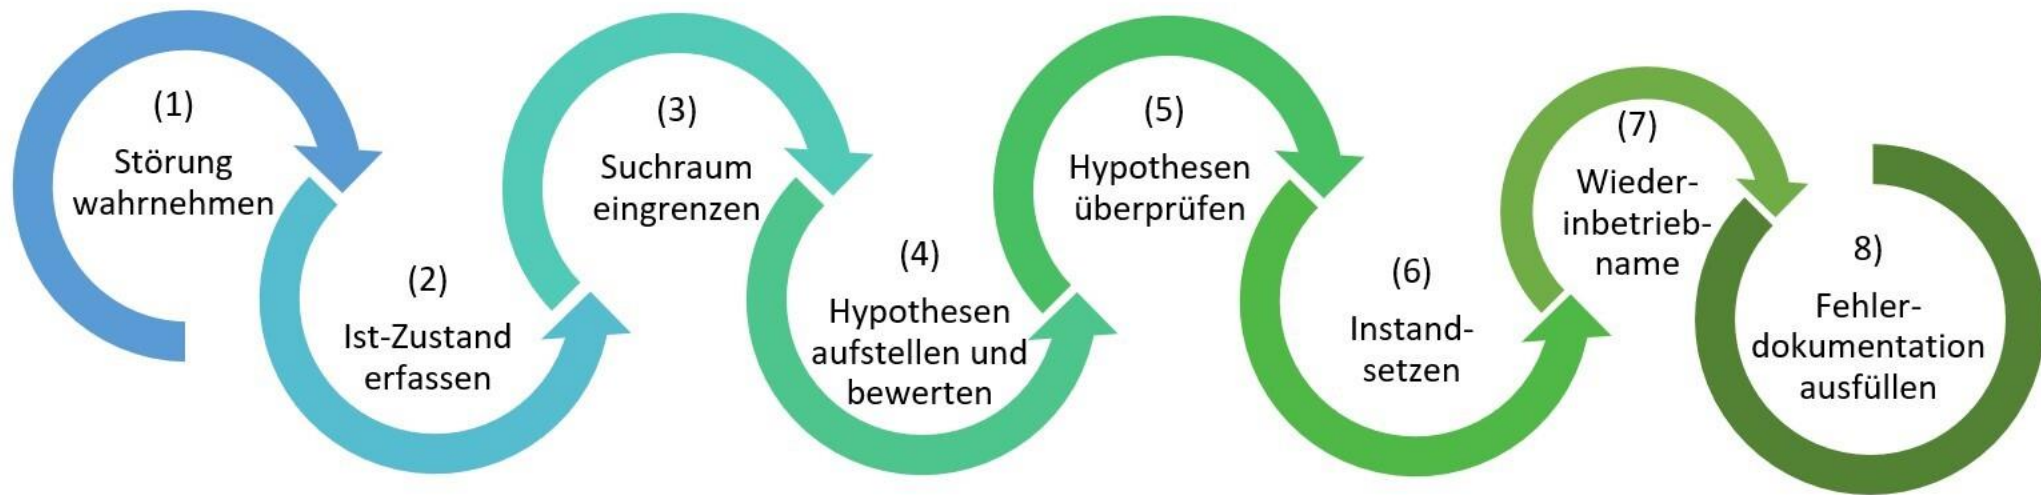 (1)
Störung
wahrnehmen
(2)
Ist-Zustand
erfassen
(3)
Suchraum
eingrenzen
(4)
Hypothesen
aufstellen und
bewerten
(5)
Hypothesen
überprüfen
(6)
Instand-
setzen
(7)
Wieder-
inbetrieb-
name
8)
Fehler-
dokumentation
ausfüllen